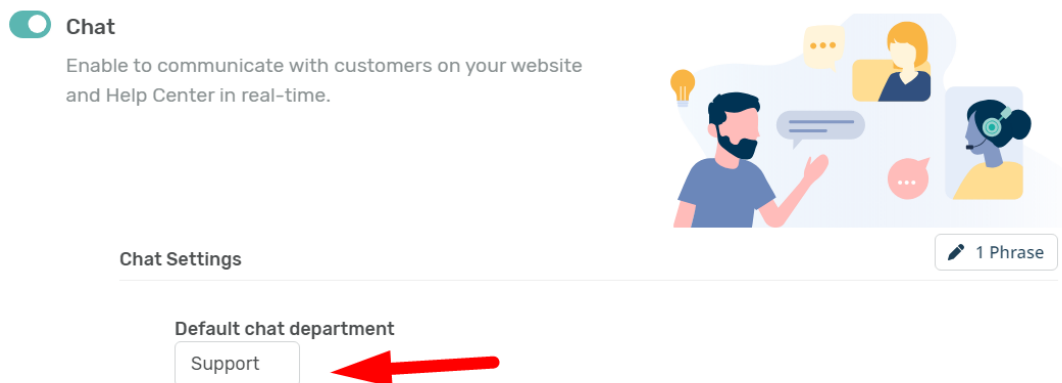 Chat
Enable to communicate with customers on your website
and Help Center in real-time.
Chat Settings
1 Phrase
Default chat department
Support